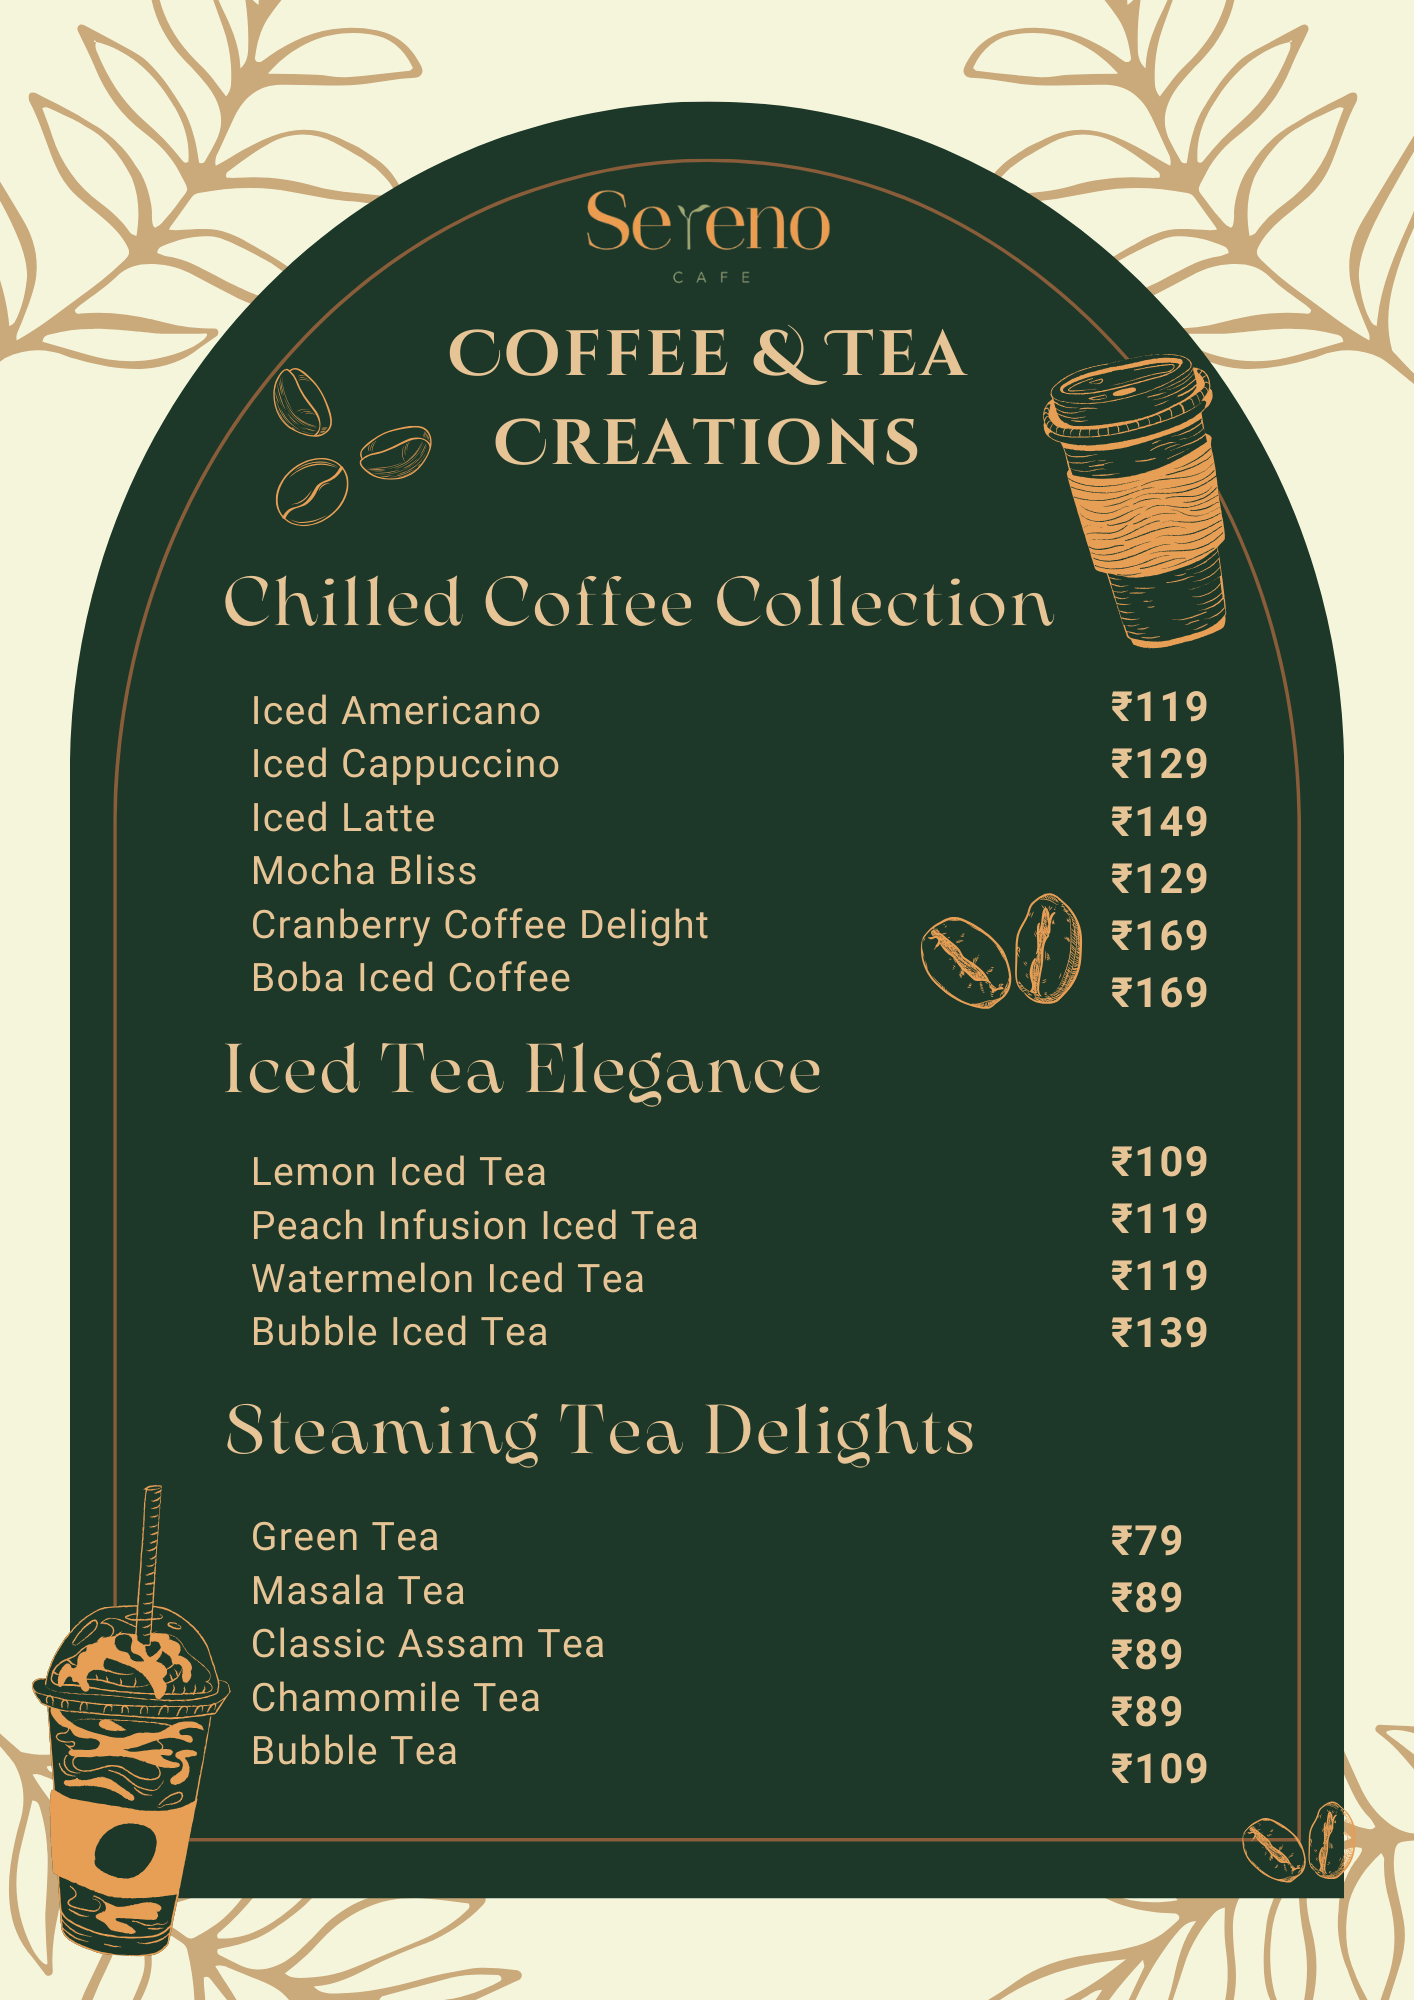 Sereno
CAFE
COFFEE & TEA
CREATIONS
Chilled Coffee Collection
Iced Americano ₹119
Iced Cappuccino ₹129
Iced Latte ₹149
Mocha Bliss ₹129
Cranberry Coffee Delight ₹169
Boba Iced Coffee ₹169
Iced Tea Elegance
Lemon Iced Tea ₹109
Peach Infusion Iced Tea ₹119
Watermelon Iced Tea ₹119
Bubble Iced Tea ₹139
Steaming Tea Delights
Green Tea ₹79
Masala Tea ₹89
Classic Assam Tea ₹89
Chamomile Tea ₹89
Bubble Tea ₹109